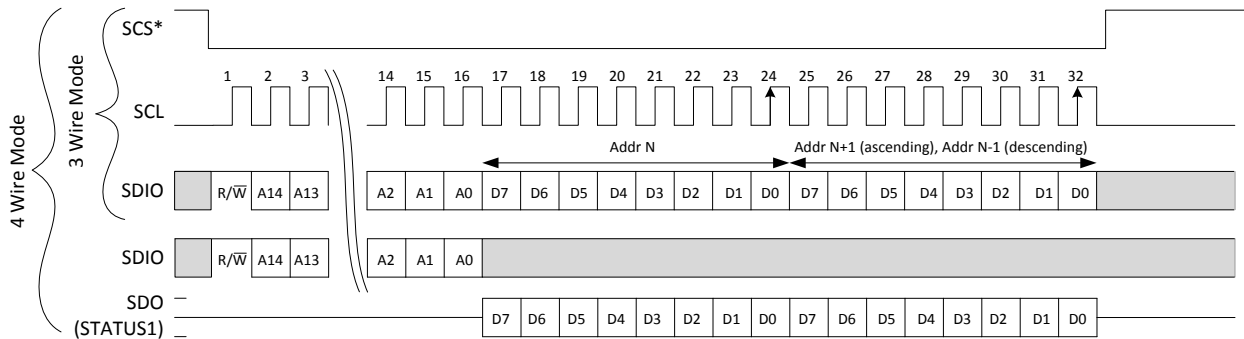 SCS*
1 2 3 14 15 16 17 18 19 20 21 22 23 24 25 26 27 28 29 30 31 32
SCL
Addr N Addr N+1 (ascending), Addr N-1 (descending)
SDIO R/W̅ A14 A13 A2 A1 A0 D7 D6 D5 D4 D3 D2 D1 D0 D7 D6 D5 D4 D3 D2 D1 D0
SDIO R/W̅ A14 A13 A2 A1 A0
SDO
(STATUS1) D7 D6 D5 D4 D3 D2 D1 D0 D7 D6 D5 D4 D3 D2 D1 D0
3 Wire Mode
4 Wire Mode